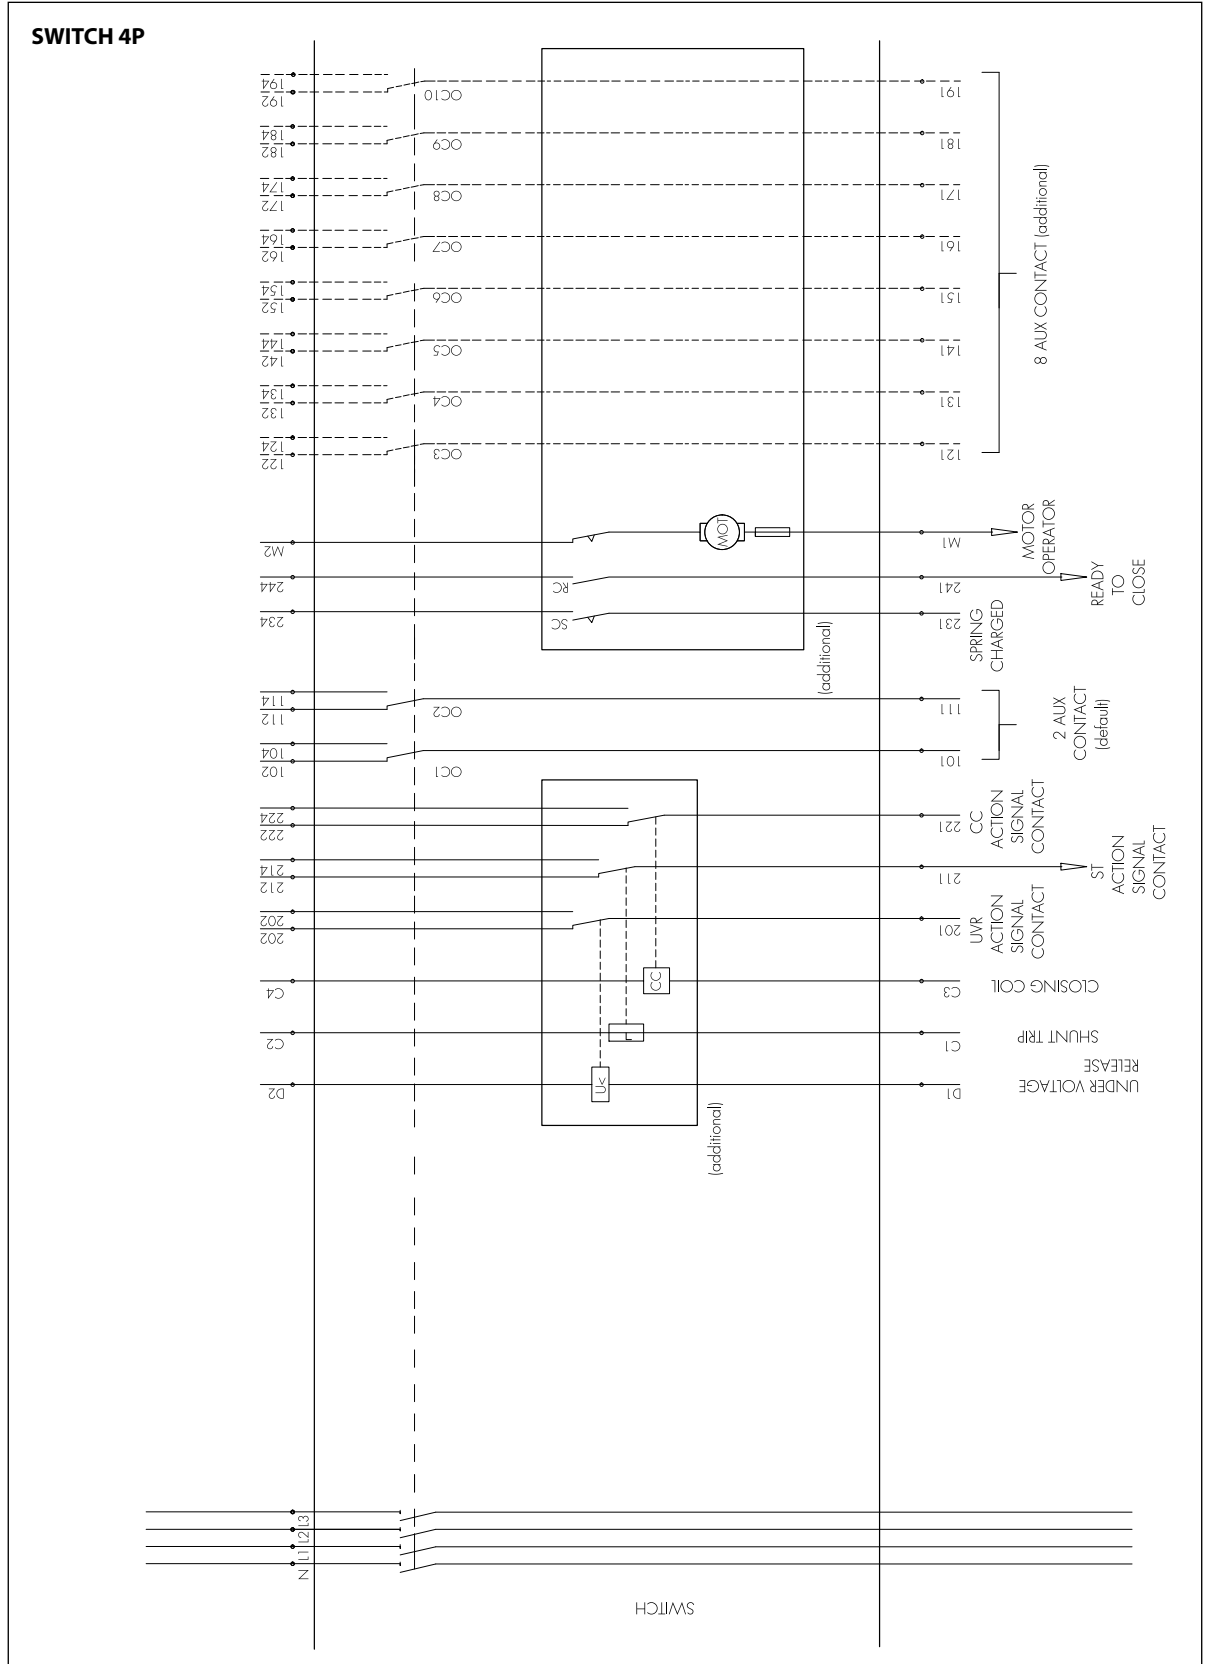 SWITCH 4P
194
192
OC10
191
184
182
OC9
181
174
172
OC8
171
164
162
OC7
161
154
152
OC6
151
144
142
OC5
141
134
132
OC4
131
124
122
OC3
121
8 AUX CONTACT (additional)
M2
MOT
M1
MOTOR
OPERATOR
244
RC
241
READY
TO
CLOSE
234
SC
231
SPRING
CHARGED
(additional)
114
112
OC2
111
104
102
OC1
101
2 AUX
CONTACT
(default)
224
222
221
CC
ACTION
SIGNAL
CONTACT
214
212
211
ST
ACTION
SIGNAL
CONTACT
202
202
201
UVR
ACTION
SIGNAL
CONTACT
C4
CC
C3
CLOSING COIL
C2
L
C1
SHUNT TRIP
D2
U<
D1
UNDER VOLTAGE
RELEASE
(additional)
L3
L2
L1
N
SWITCH